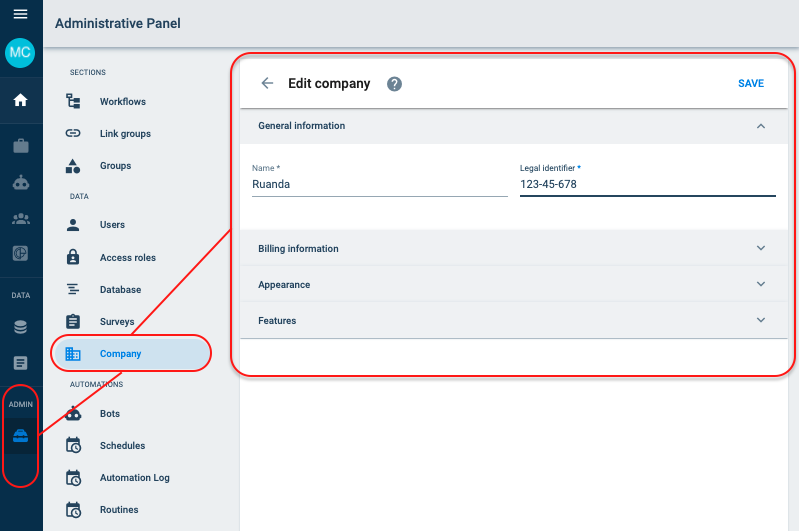 Administrative Panel
MC
DATA
ADMIN
SECTIONS
Workflows
Link groups
Groups
DATA
Users
Access roles
Database
Surveys
Company
AUTOMATIONS
Bots
Schedules
Automation Log
Routines
Edit company ?
SAVE
General information
Name *
Ruanda
Legal identifier *
123-45-678
Billing information
Appearance
Features